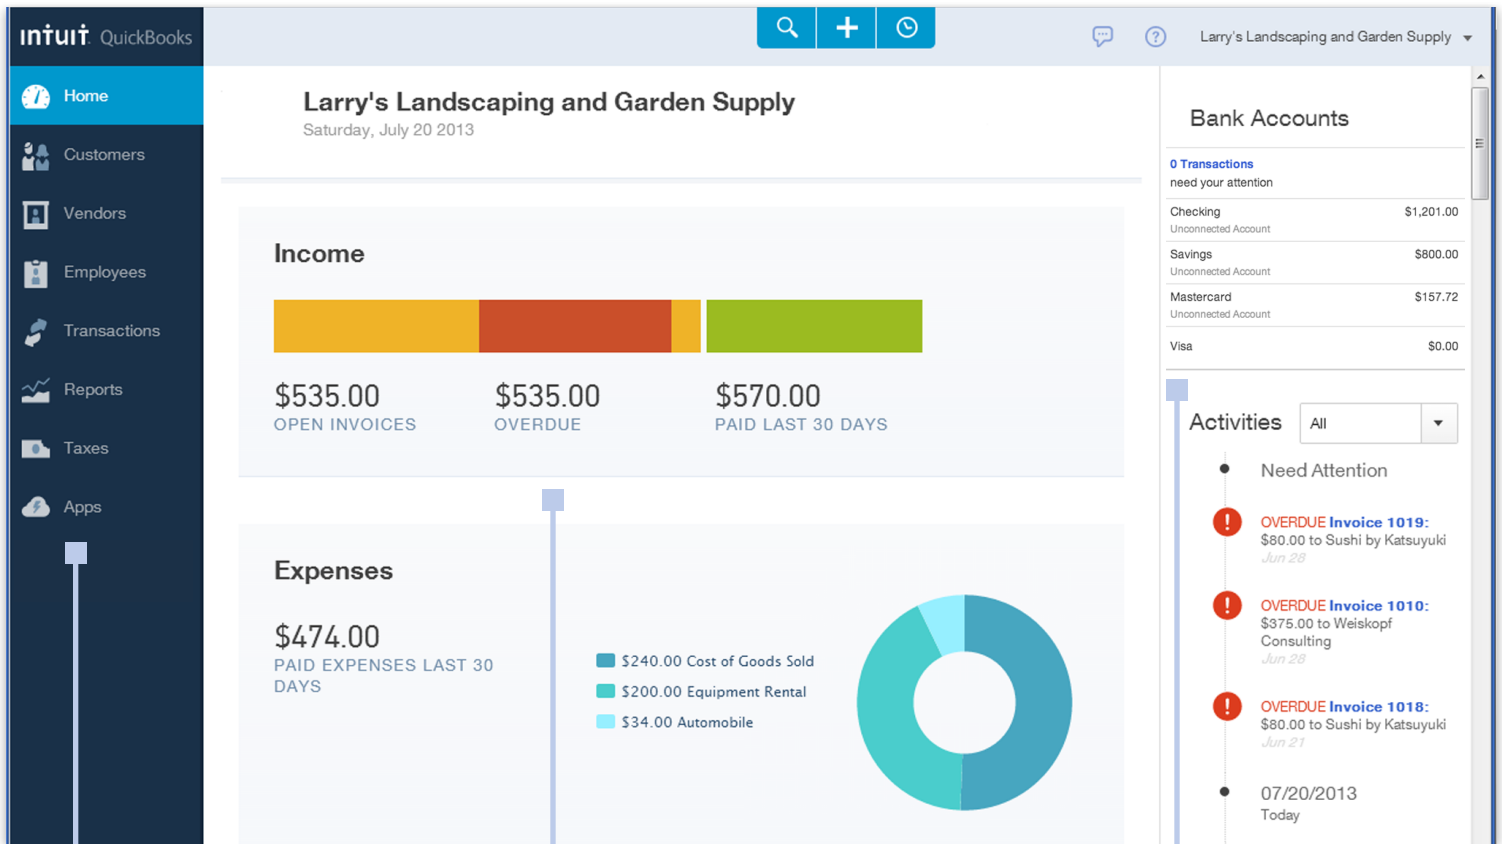 intuit QuickBooks
Larry's Landscaping and Garden Supply
Home
Customers
Vendors
Employees
Transactions
Reports
Taxes
Apps
Larry's Landscaping and Garden Supply
Saturday, July 20 2013
Income
$535.00
OPEN INVOICES
$535.00
OVERDUE
$570.00
PAID LAST 30 DAYS
Expenses
$474.00
PAID EXPENSES LAST 30
DAYS
$240.00 Cost of Goods Sold
$200.00 Equipment Rental
$34.00 Automobile
Bank Accounts
0 Transactions
need your attention
Checking $1,201.00
Unconnected Account
Savings $800.00
Unconnected Account
Mastercard $157.72
Unconnected Account
Visa $0.00
Activities All
Need Attention
OVERDUE Invoice 1019:
$80.00 to Sushi by Katsuyuki
Jun 28
OVERDUE Invoice 1010:
$375.00 to Weiskopf
Consulting
Jun 28
OVERDUE Invoice 1018:
$80.00 to Sushi by Katsuyuki
Jun 21
07/20/2013
Today